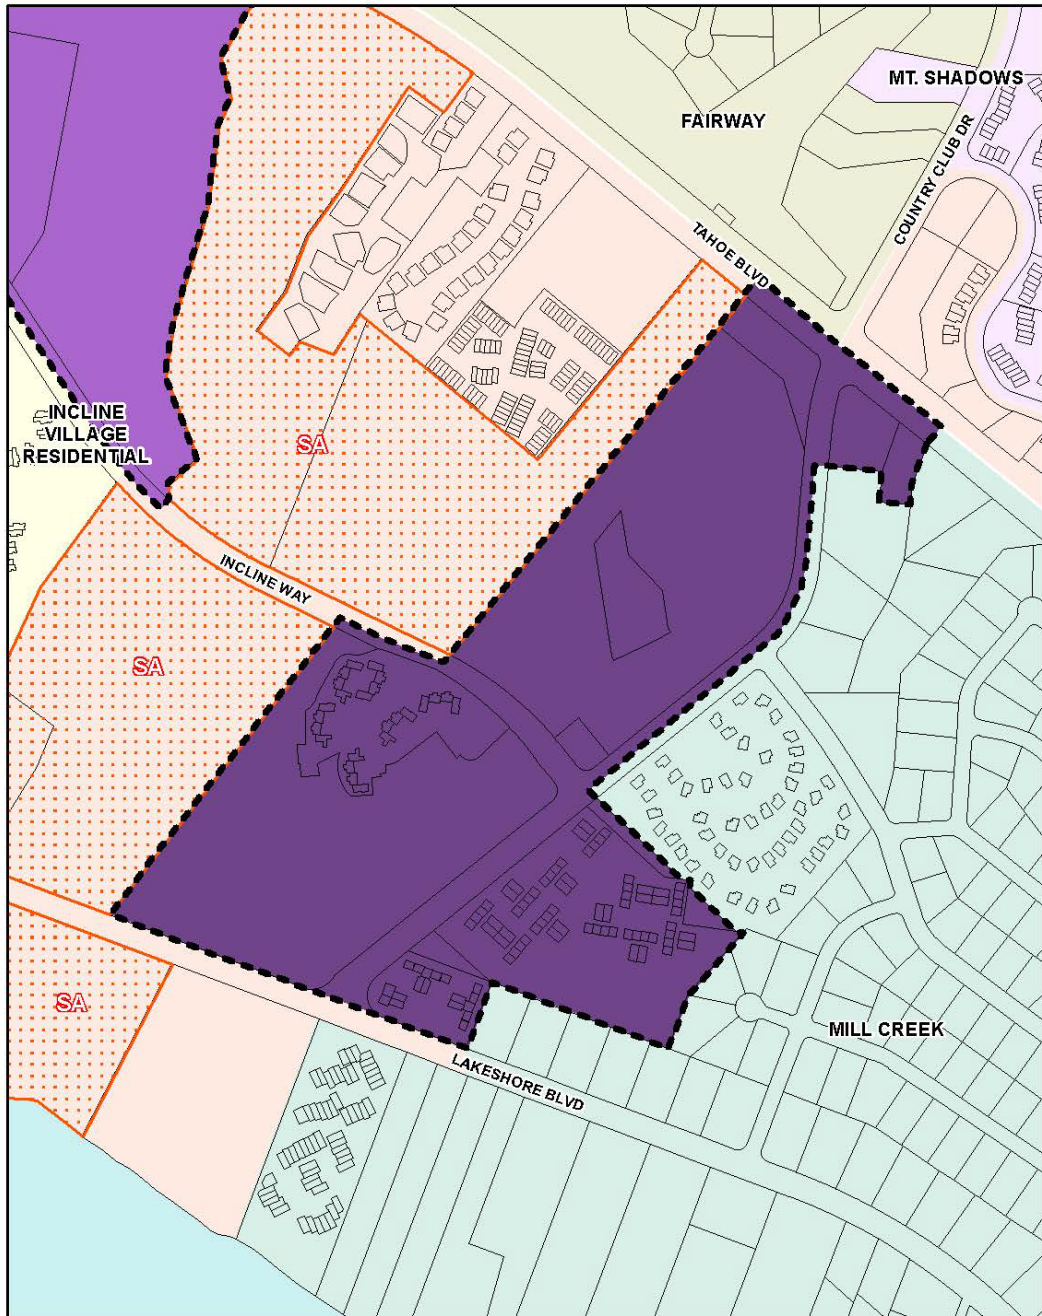 MT. SHADOWS
FAIRWAY
COUNTRY CLUB DR
TAHOE BLVD
INCLINE
VILLAGE
RESIDENTIAL
SA
INCLINE WAY
SA
SA
MILL CREEK
LAKESHORE BLVD